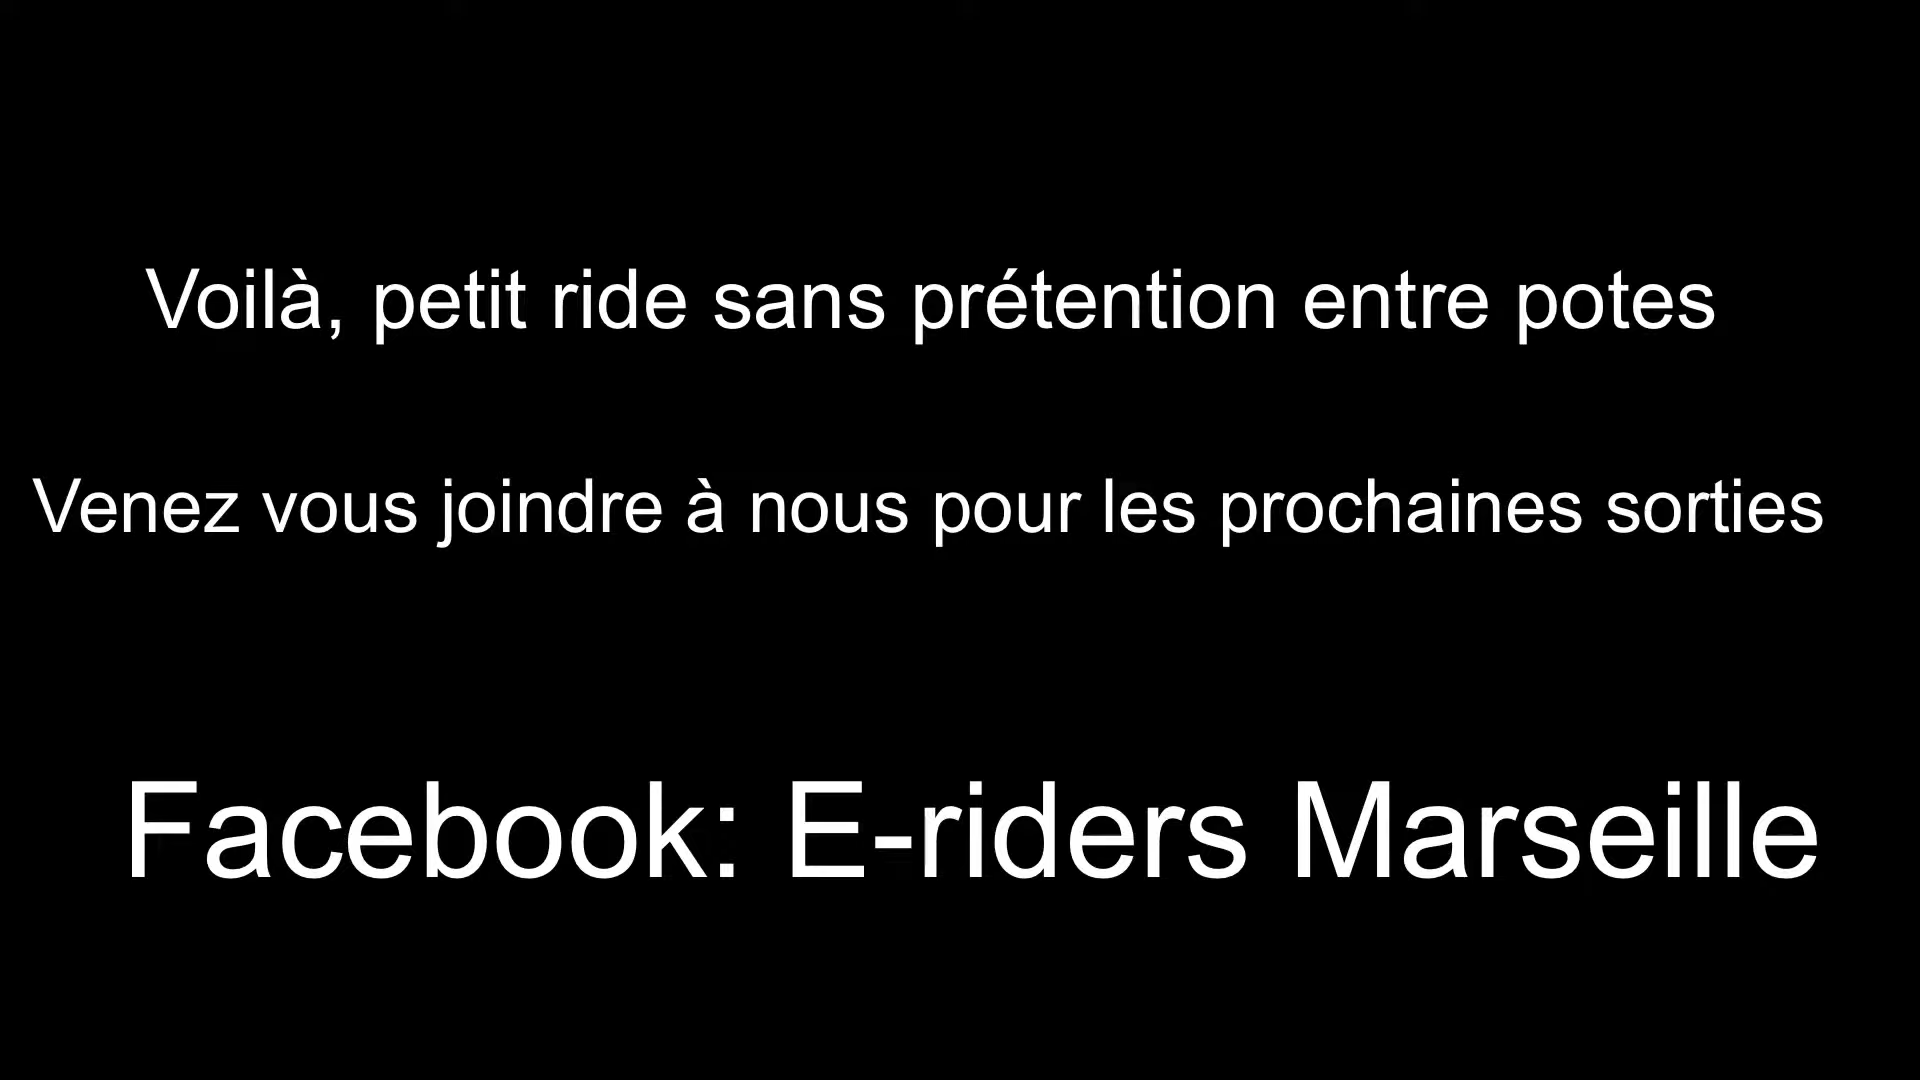 Voilà, petit ride sans prétention entre potes
Venez vous joindre à nous pour les prochaines sorties
Facebook: E-riders Marseille